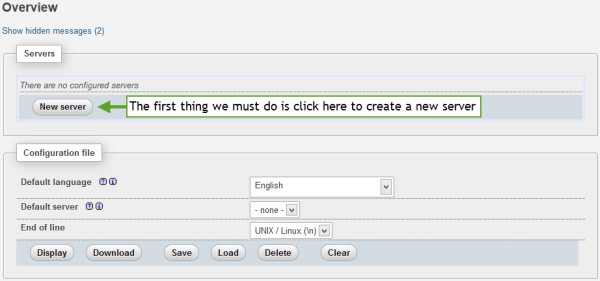 Overview
Show hidden messages (2)
Servers
There are no configured servers
New server The first thing we must do is click here to create a new server
Configuration file
Default language English
Default server - none -
End of line UNIX / Linux (\n)
Display Download Save Load Delete Clear